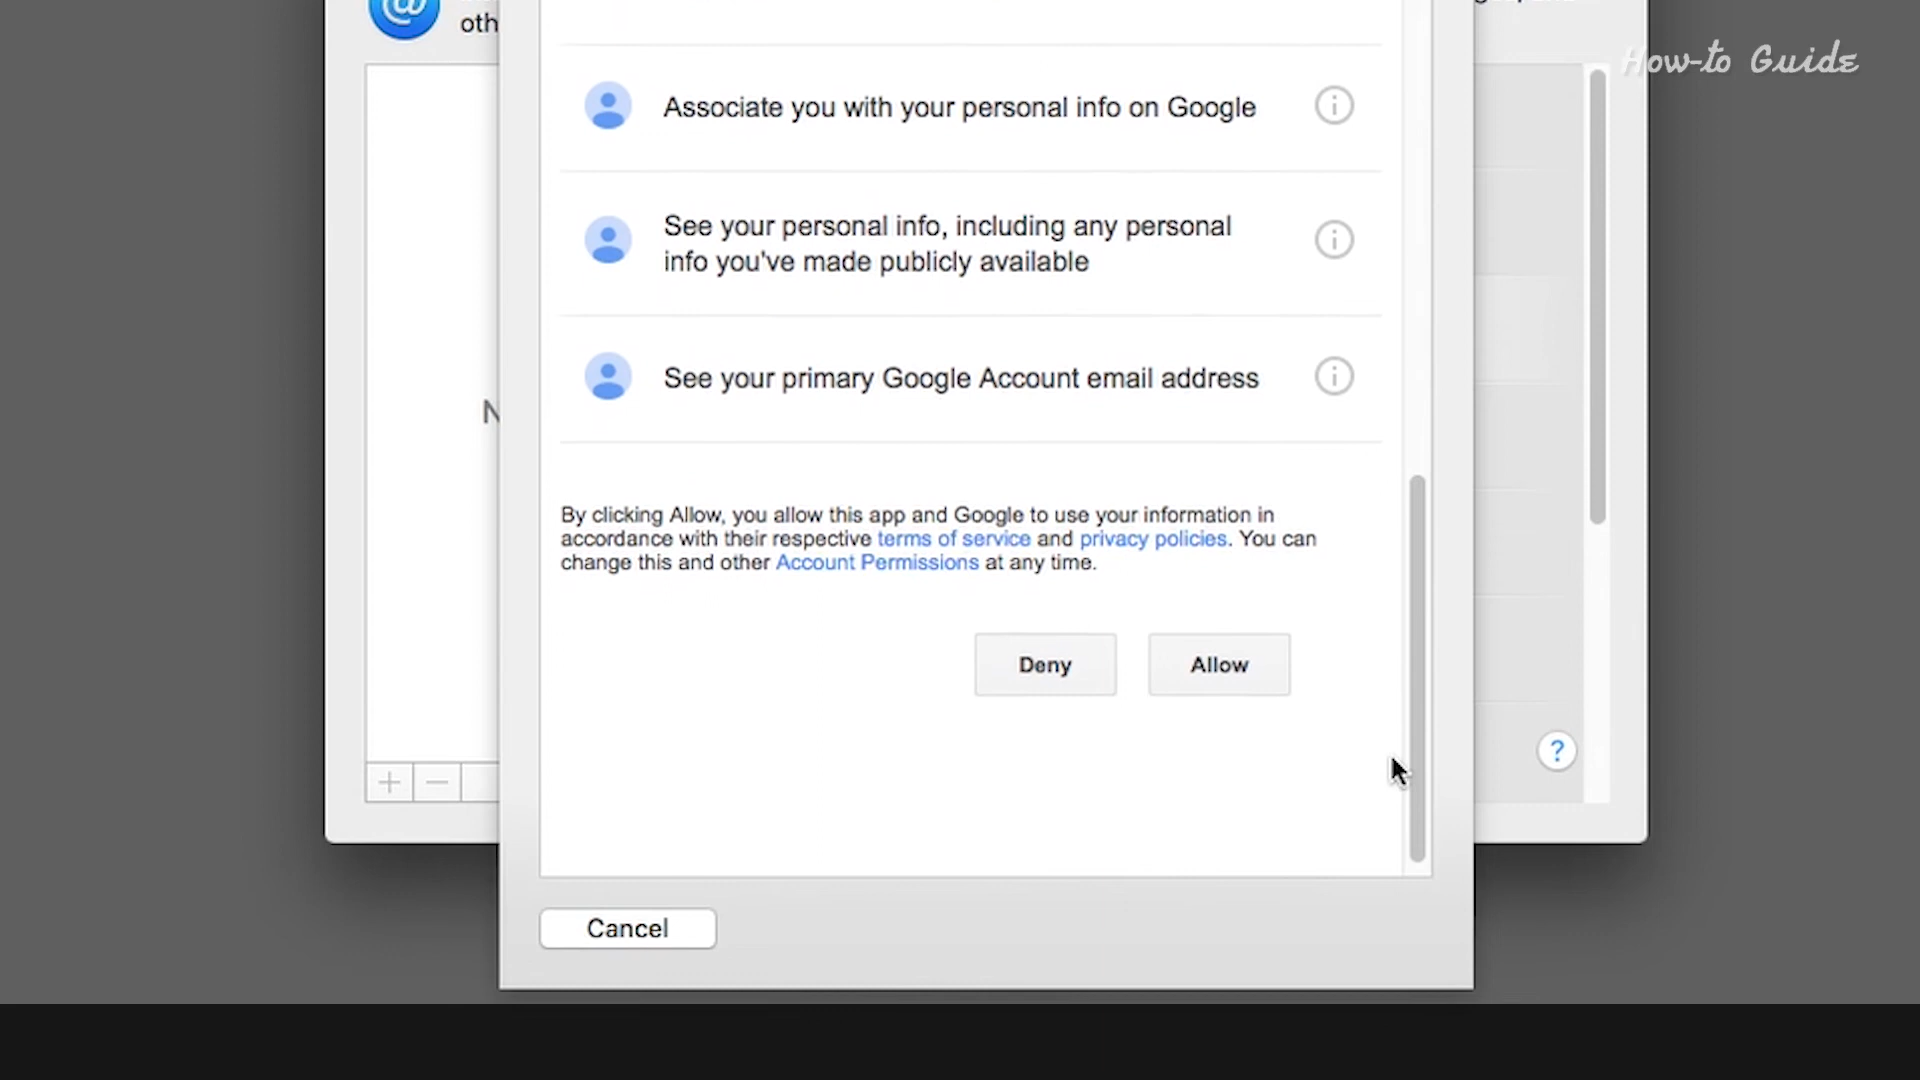 oth
How-to Guide
Associate you with your personal info on Google
See your personal info, including any personal
info you've made publicly available
See your primary Google Account email address
N
By clicking Allow, you allow this app and Google to use your information in
accordance with their respective terms of service and privacy policies. You can
change this and other Account Permissions at any time.
Deny
Allow
?
Cancel